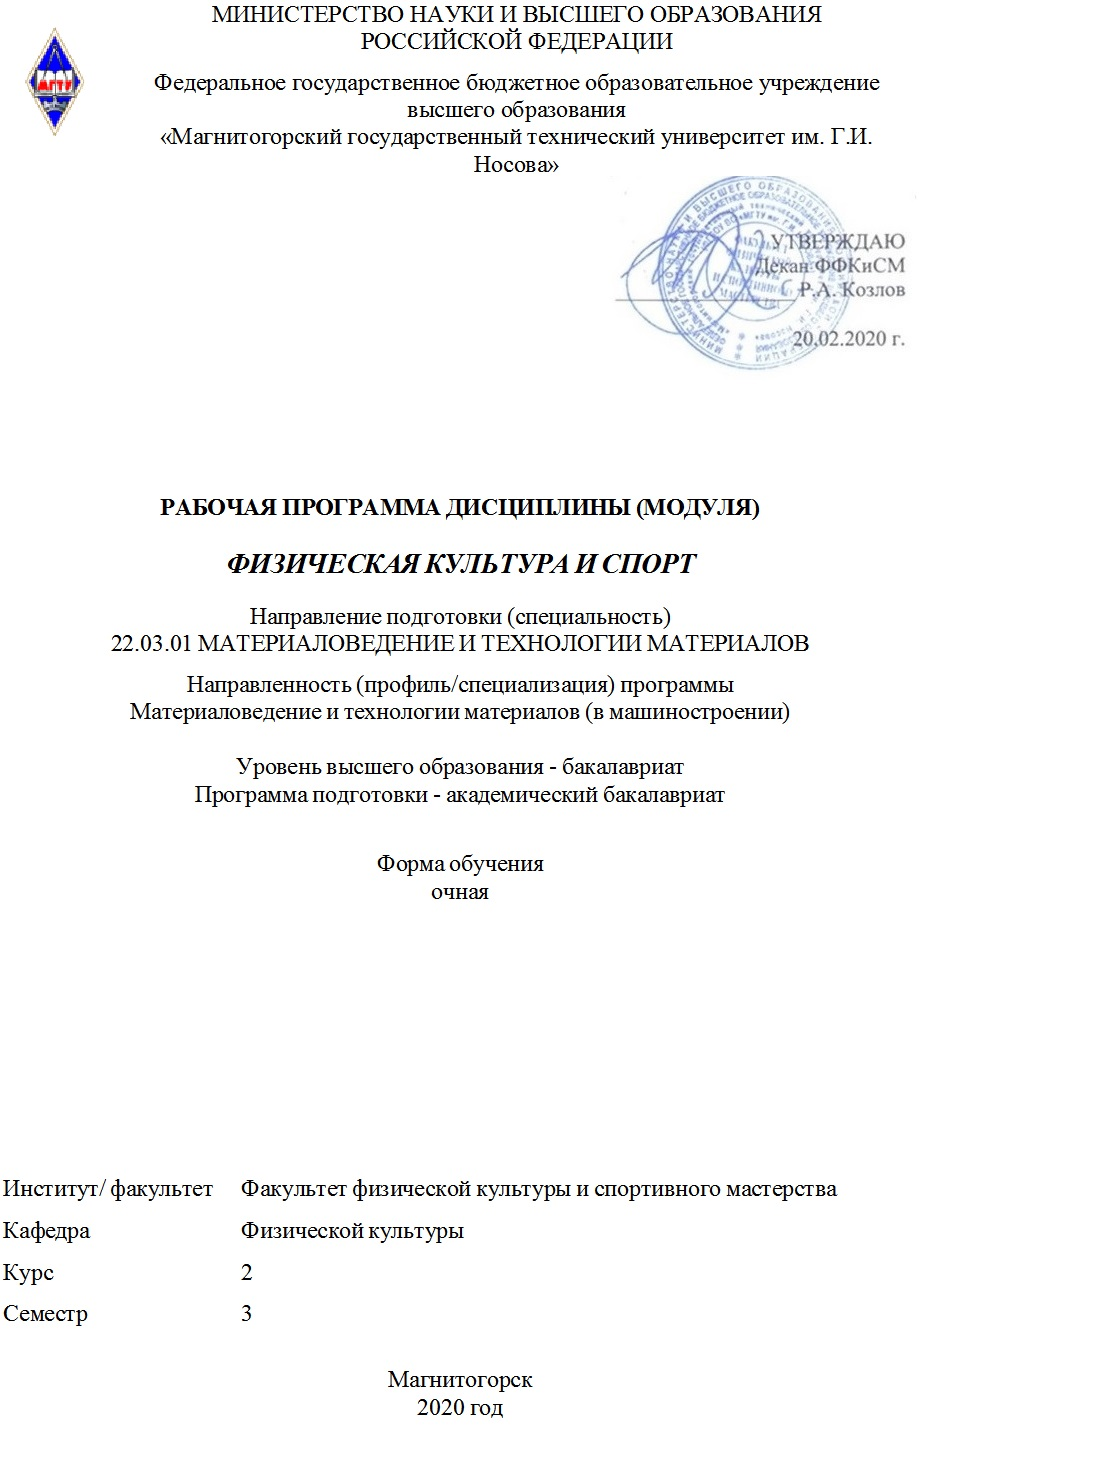 МИНИСТЕРСТВО НАУКИ И ВЫСШЕГО ОБРАЗОВАНИЯ
РОССИЙСКОЙ ФЕДЕРАЦИИ
МГТУ
Федеральное государственное бюджетное образовательное учреждение
высшего образования
«Магнитогорский государственный технический университет им. Г.И.
Носова»
УТВЕРЖДАЮ
Декан ФФКиСМ
Р.А. Козлов
20.02.2020 г.
РАБОЧАЯ ПРОГРАММА ДИСЦИПЛИНЫ (МОДУЛЯ)
ФИЗИЧЕСКАЯ КУЛЬТУРА И СПОРТ
Направление подготовки (специальность)
22.03.01 МАТЕРИАЛОВЕДЕНИЕ И ТЕХНОЛОГИИ МАТЕРИАЛОВ
Направленность (профиль/специализация) программы
Материаловедение и технологии материалов (в машиностроении)
Уровень высшего образования - бакалавриат
Программа подготовки - академический бакалавриат
Форма обучения
очная
Институт/ факультет Факультет физической культуры и спортивного мастерства
Кафедра Физической культуры
Курс 2
Семестр 3
Магнитогорск
2020 год